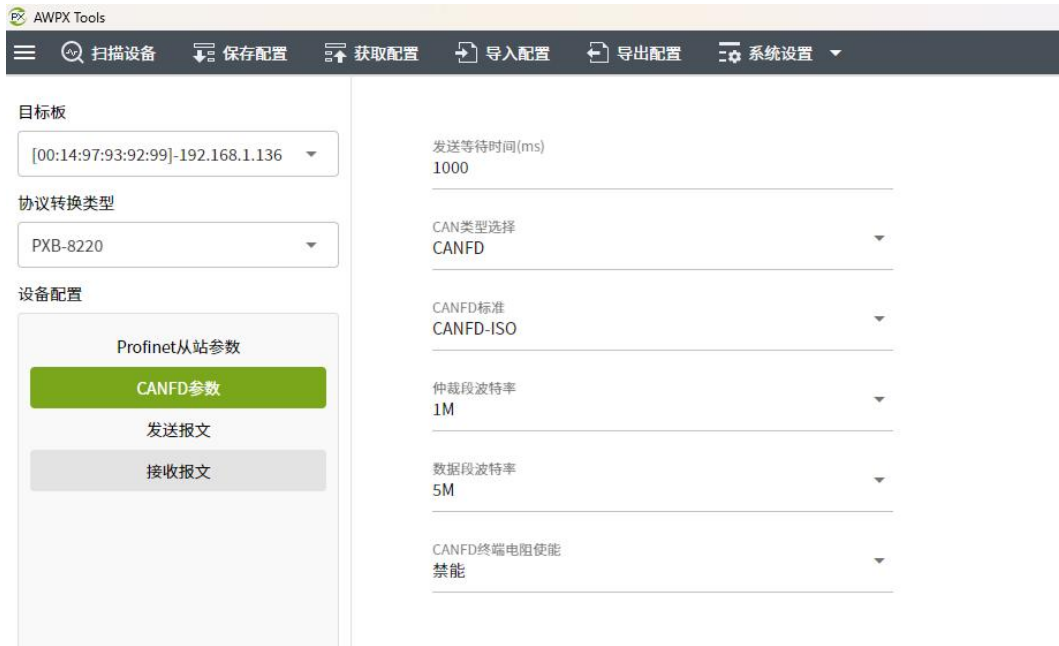 AWPX Tools
扫描设备 保存配置 获取配置 导入配置 导出配置 系统设置
目标板
[00:14:97:93:92:99]-192.168.1.136
协议转换类型
PXB-8220
设备配置
Profinet从站参数
CANFD参数
发送报文
接收报文
发送等待时间(ms)
1000
CAN类型选择
CANFD
CANFD标准
CANFD-ISO
仲裁段波特率
1M
数据段波特率
5M
CANFD终端电阻使能
禁能